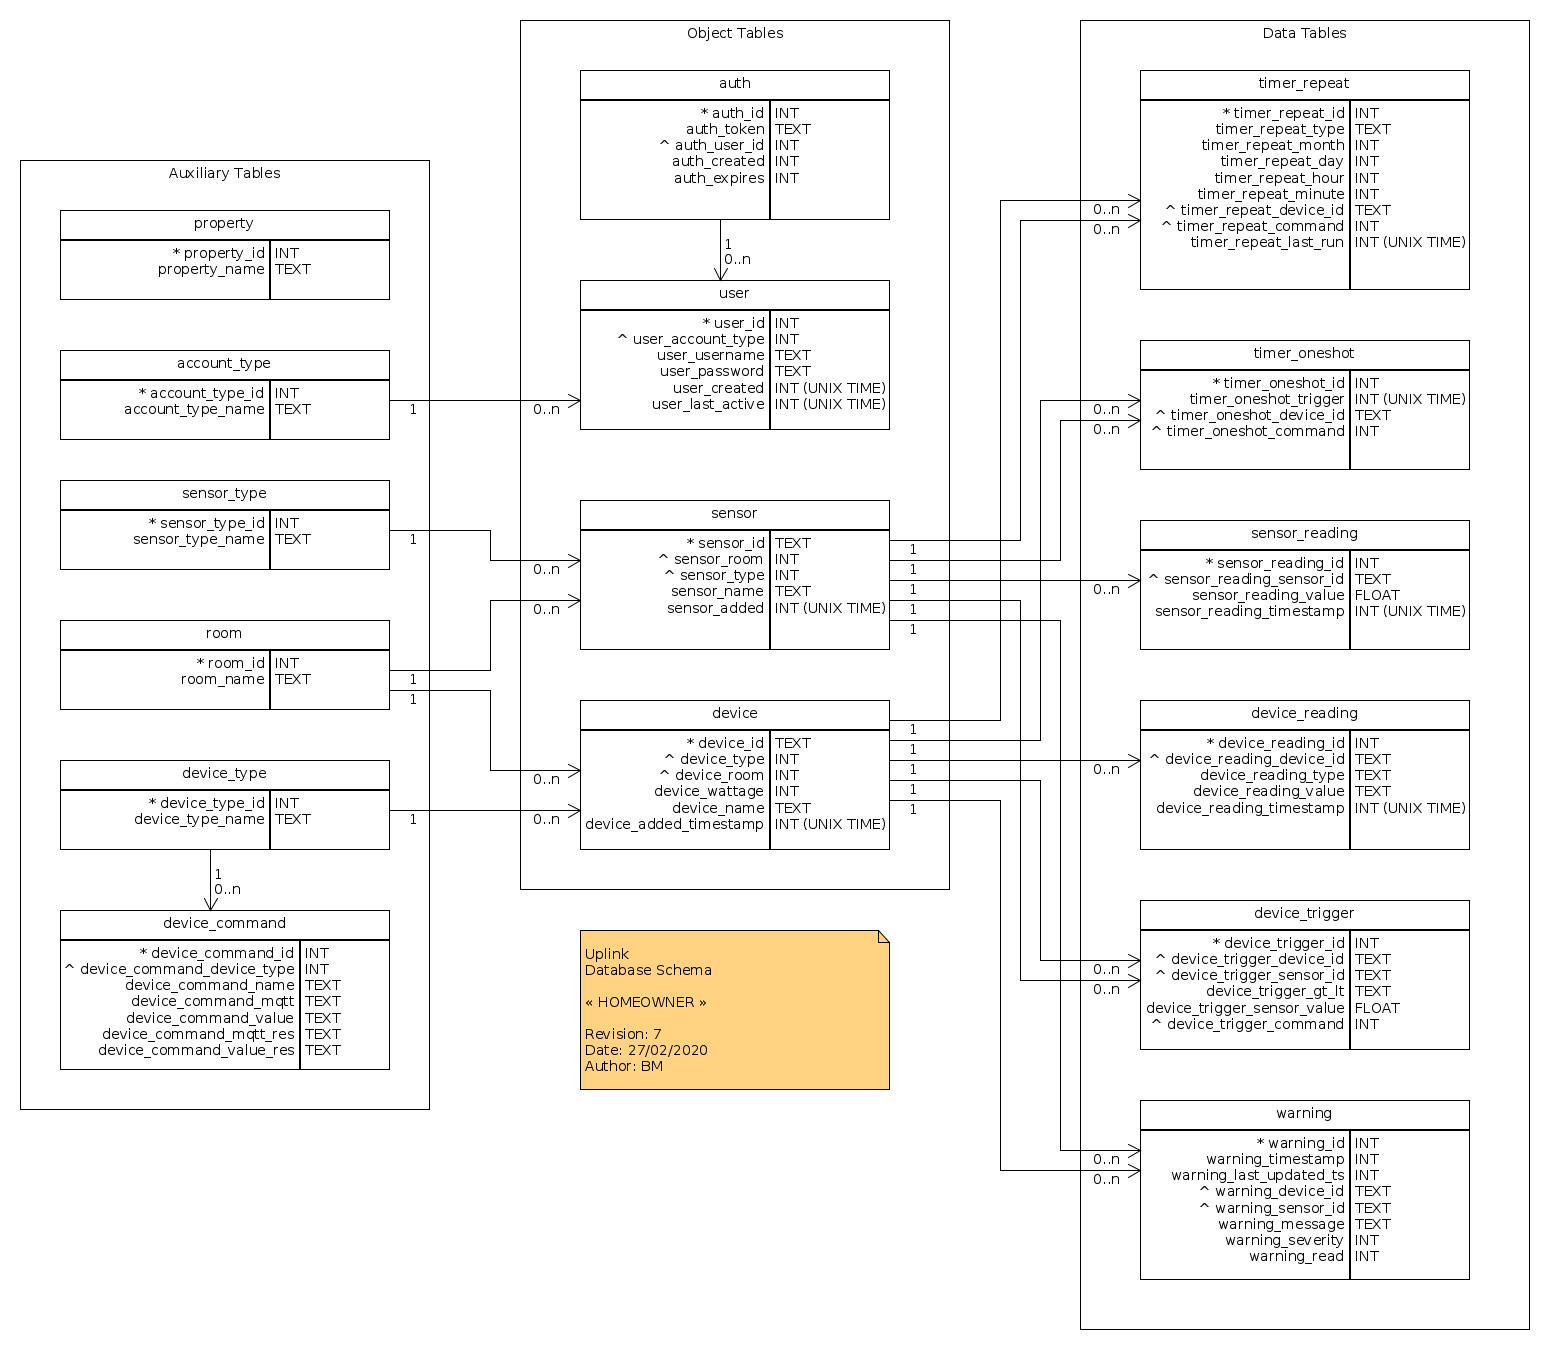 Auxiliary Tables
property
* property_id INT
property_name TEXT
account_type
* account_type_id INT
account_type_name TEXT
1
0..n
sensor_type
* sensor_type_id INT
sensor_type_name TEXT
1
0..n
room
* room_id INT
room_name TEXT
1
1
0..n
0..n
device_type
* device_type_id INT
device_type_name TEXT
1
0..n
1
0..n
device_command
* device_command_id INT
^ device_command_device_type INT
device_command_name TEXT
device_command_mqtt TEXT
device_command_value TEXT
device_command_mqtt_res TEXT
device_command_value_res TEXT
Object Tables
auth
* auth_id INT
auth_token TEXT
^ auth_user_id INT
auth_created INT
auth_expires INT
1
0..n
user
* user_id INT
^ user_account_type INT
user_username TEXT
user_password TEXT
user_created INT (UNIX TIME)
user_last_active INT (UNIX TIME)
sensor
* sensor_id TEXT
^ sensor_room INT
^ sensor_type INT
sensor_name TEXT
sensor_added INT (UNIX TIME)
1
1
1
1
1
device
* device_id TEXT
^ device_type INT
^ device_room INT
device_wattage INT
device_name TEXT
device_added_timestamp INT (UNIX TIME)
1
1
1
1
1
Uplink
Database Schema
« HOMEOWNER »
Revision: 7
Date: 27/02/2020
Author: BM
Data Tables
timer_repeat
* timer_repeat_id INT
timer_repeat_type TEXT
timer_repeat_month INT
timer_repeat_day INT
timer_repeat_hour INT
timer_repeat_minute INT
^ timer_repeat_device_id TEXT
^ timer_repeat_command INT
timer_repeat_last_run INT (UNIX TIME)
0..n
0..n
timer_oneshot
* timer_oneshot_id INT
timer_oneshot_trigger INT (UNIX TIME)
^ timer_oneshot_device_id TEXT
^ timer_oneshot_command INT
0..n
0..n
sensor_reading
* sensor_reading_id INT
^ sensor_reading_sensor_id TEXT
sensor_reading_value FLOAT
sensor_reading_timestamp INT (UNIX TIME)
0..n
device_reading
* device_reading_id INT
^ device_reading_device_id TEXT
device_reading_type TEXT
device_reading_value TEXT
device_reading_timestamp INT (UNIX TIME)
0..n
device_trigger
* device_trigger_id INT
^ device_trigger_device_id TEXT
^ device_trigger_sensor_id TEXT
device_trigger_gt_lt TEXT
device_trigger_sensor_value FLOAT
^ device_trigger_command INT
0..n
0..n
warning
* warning_id INT
warning_timestamp INT
warning_last_updated_ts INT
^ warning_device_id TEXT
^ warning_sensor_id TEXT
warning_message TEXT
warning_severity INT
warning_read INT
0..n
0..n